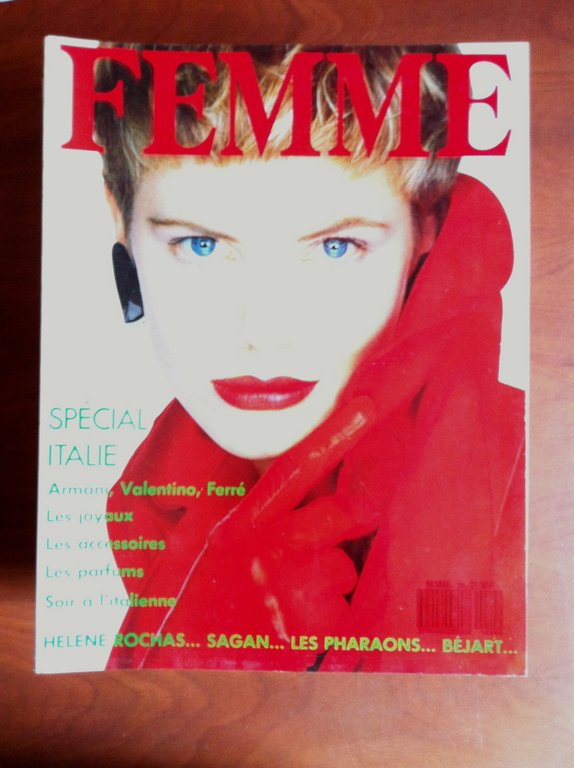 FEMME
SPÉCIAL
ITALIE
Armani, Valentino, Ferré
Les joyaux
Les accessoires
Les parfums
Soir à l'italienne
HELENE ROCHAS... SAGAN... LES PHARAONS... BÉJART...